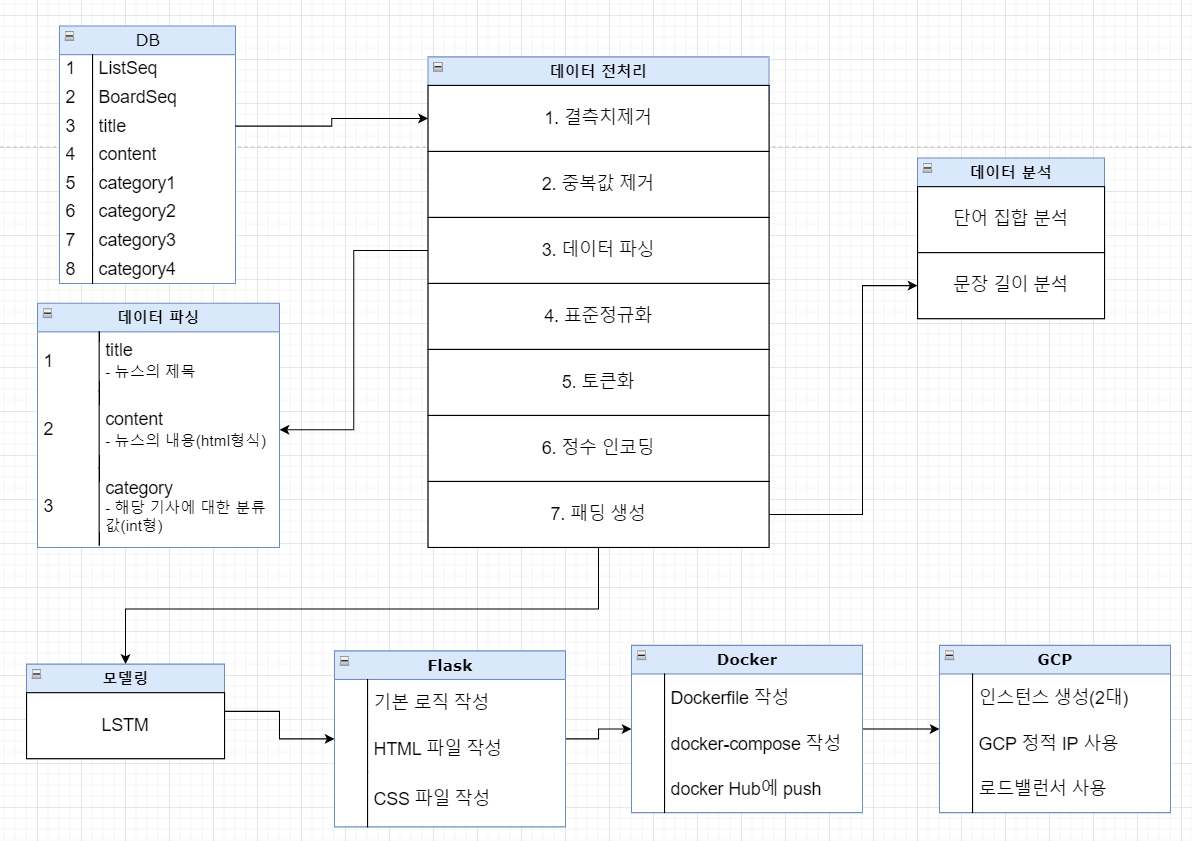 DB
1 ListSeq
2 BoardSeq
3 title
4 content
5 category1
6 category2
7 category3
8 category4
데이터 전처리
1. 결측치제거
2. 중복값 제거
3. 데이터 파싱
4. 표준정규화
5. 토큰화
6. 정수 인코딩
7. 패딩 생성
데이터 분석
단어 집합 분석
문장 길이 분석
데이터 파싱
1 title
- 뉴스의 제목
2 content
- 뉴스의 내용(html형식)
3 category
- 해당 기사에 대한 분류
값(int형)
모델링
LSTM
Flask
기본 로직 작성
HTML 파일 작성
CSS 파일 작성
Docker
Dockerfile 작성
docker-compose 작성
docker Hub에 push
GCP
인스턴스 생성(2대)
GCP 정적 IP 사용
로드밸런서 사용